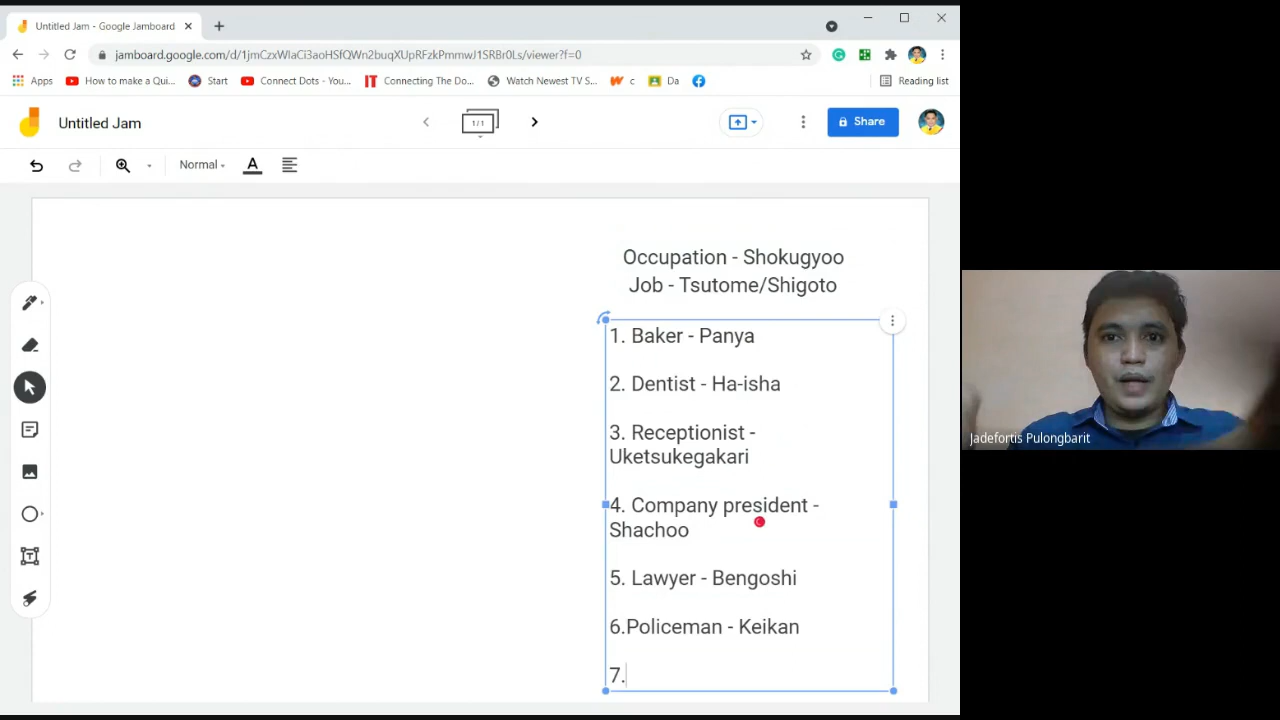 Untitled Jam - Google Jamboard
jamboard.google.com/d/1jmCzxWIaCi3aoHSfQWn2buqXUpRFzkPmmwJ1SRBr0Ls/viewer?f=0
Apps
How to make a Qui...
Start
Connect Dots - You...
IT Connecting The Do...
Watch Newest TV S...
c
Da
Reading list
Untitled Jam
1/1
Share
Normal
A
Occupation - Shokugyoo
Job - Tsutome/Shigoto
1. Baker - Panya
2. Dentist - Ha-isha
3. Receptionist -
Uketsukegakari
4. Company president -
Shachoo
5. Lawyer - Bengoshi
6.Policeman - Keikan
7.
Jadefortis Pulongbarit